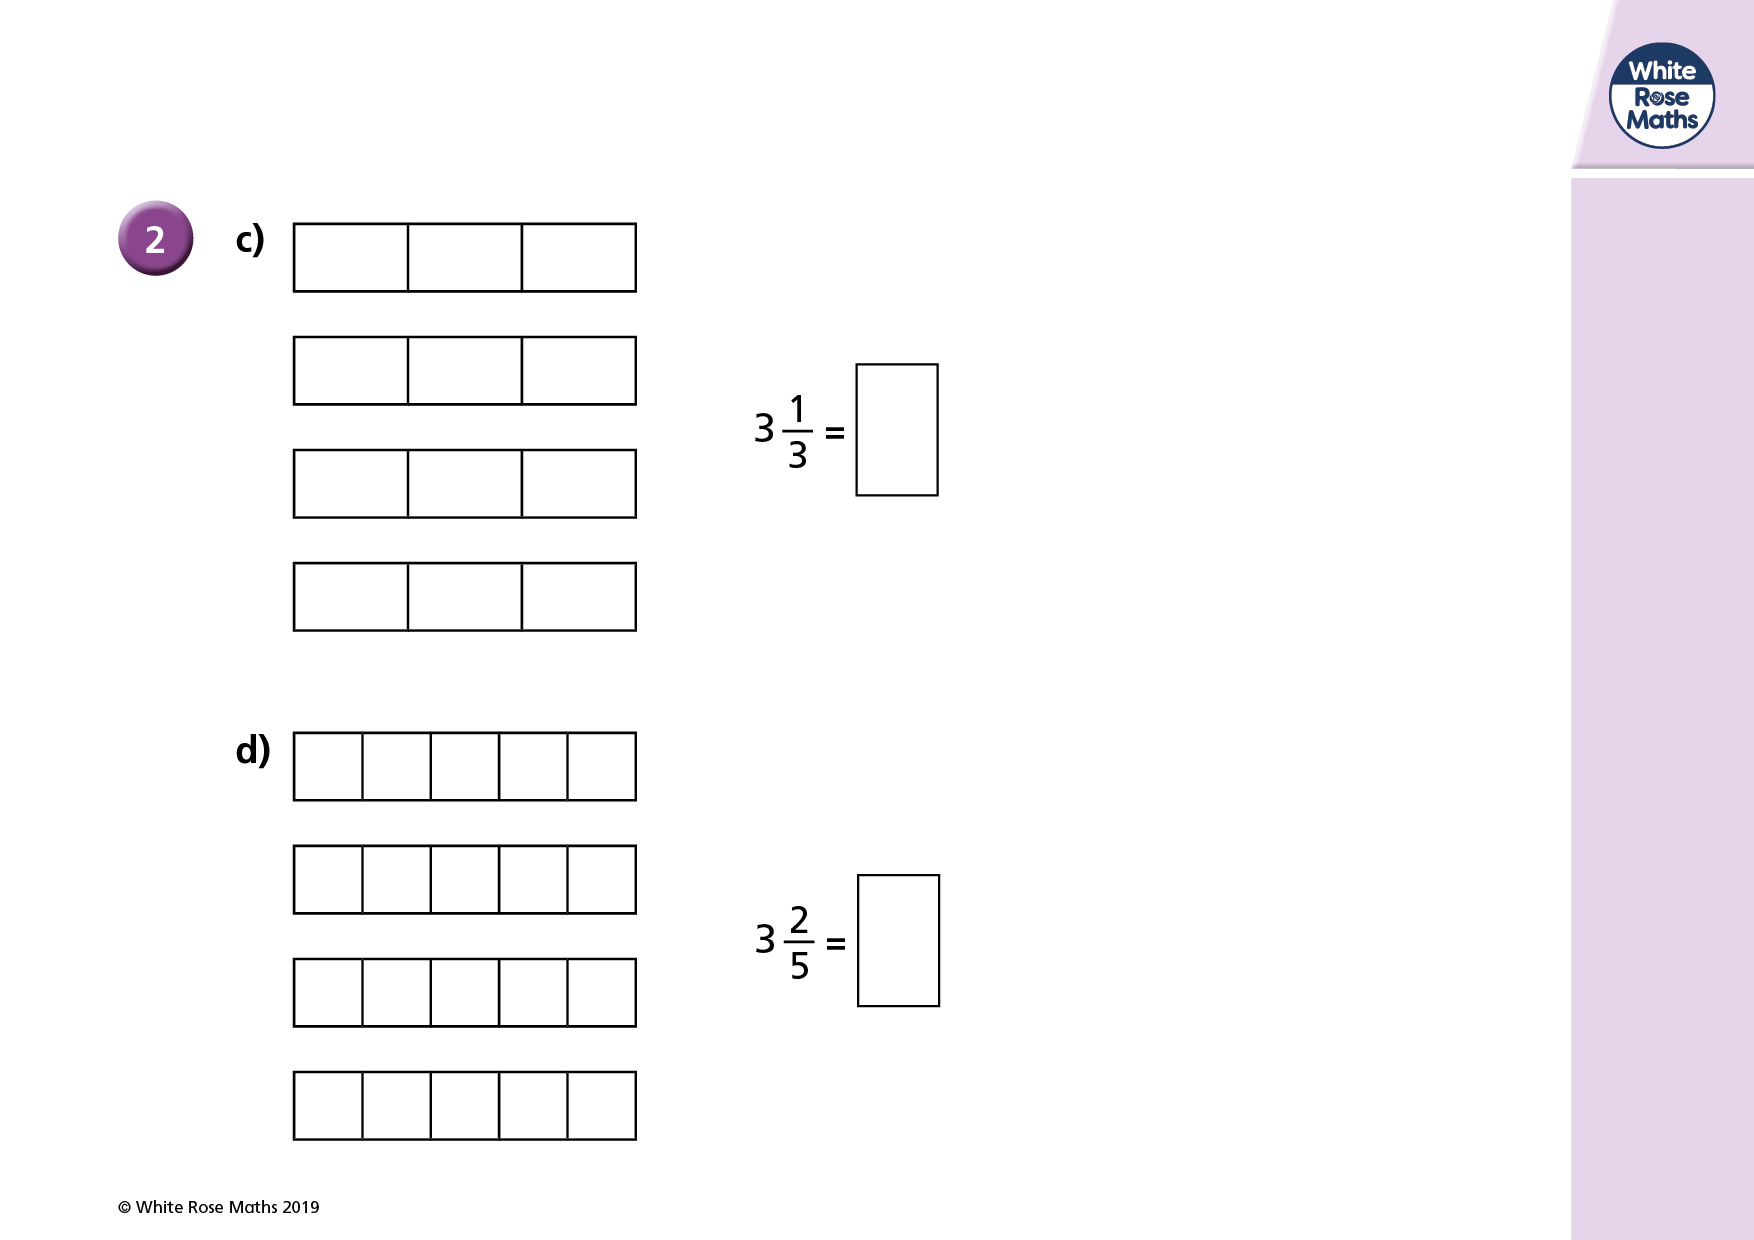 White
Rose
Maths
2
c)
3 1/3 =
d)
3 2/5 =
© White Rose Maths 2019